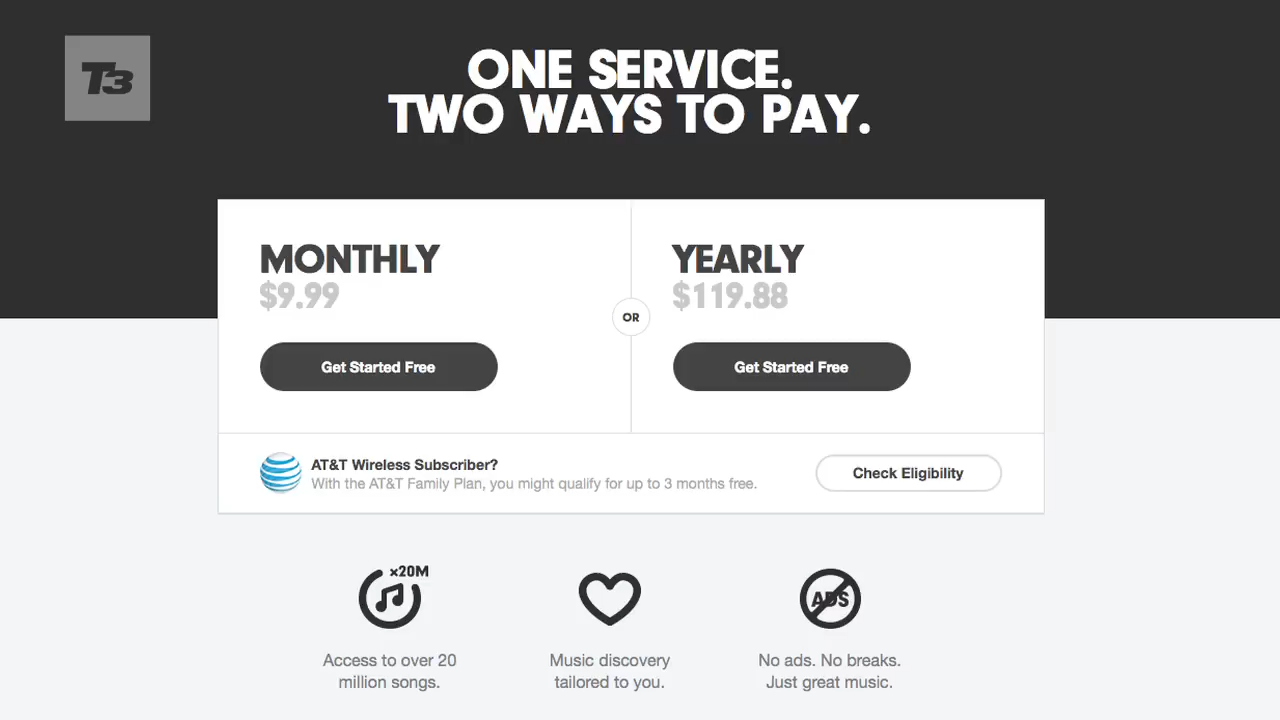 T3
ONE SERVICE.
TWO WAYS TO PAY.
MONTHLY
$9.99
Get Started Free
OR
YEARLY
$119.88
Get Started Free
AT&T Wireless Subscriber?
With the AT&T Family Plan, you might qualify for up to 3 months free.
Check Eligibility
×20M
Access to over 20
million songs.
Music discovery
tailored to you.
ADS
No ads. No breaks.
Just great music.